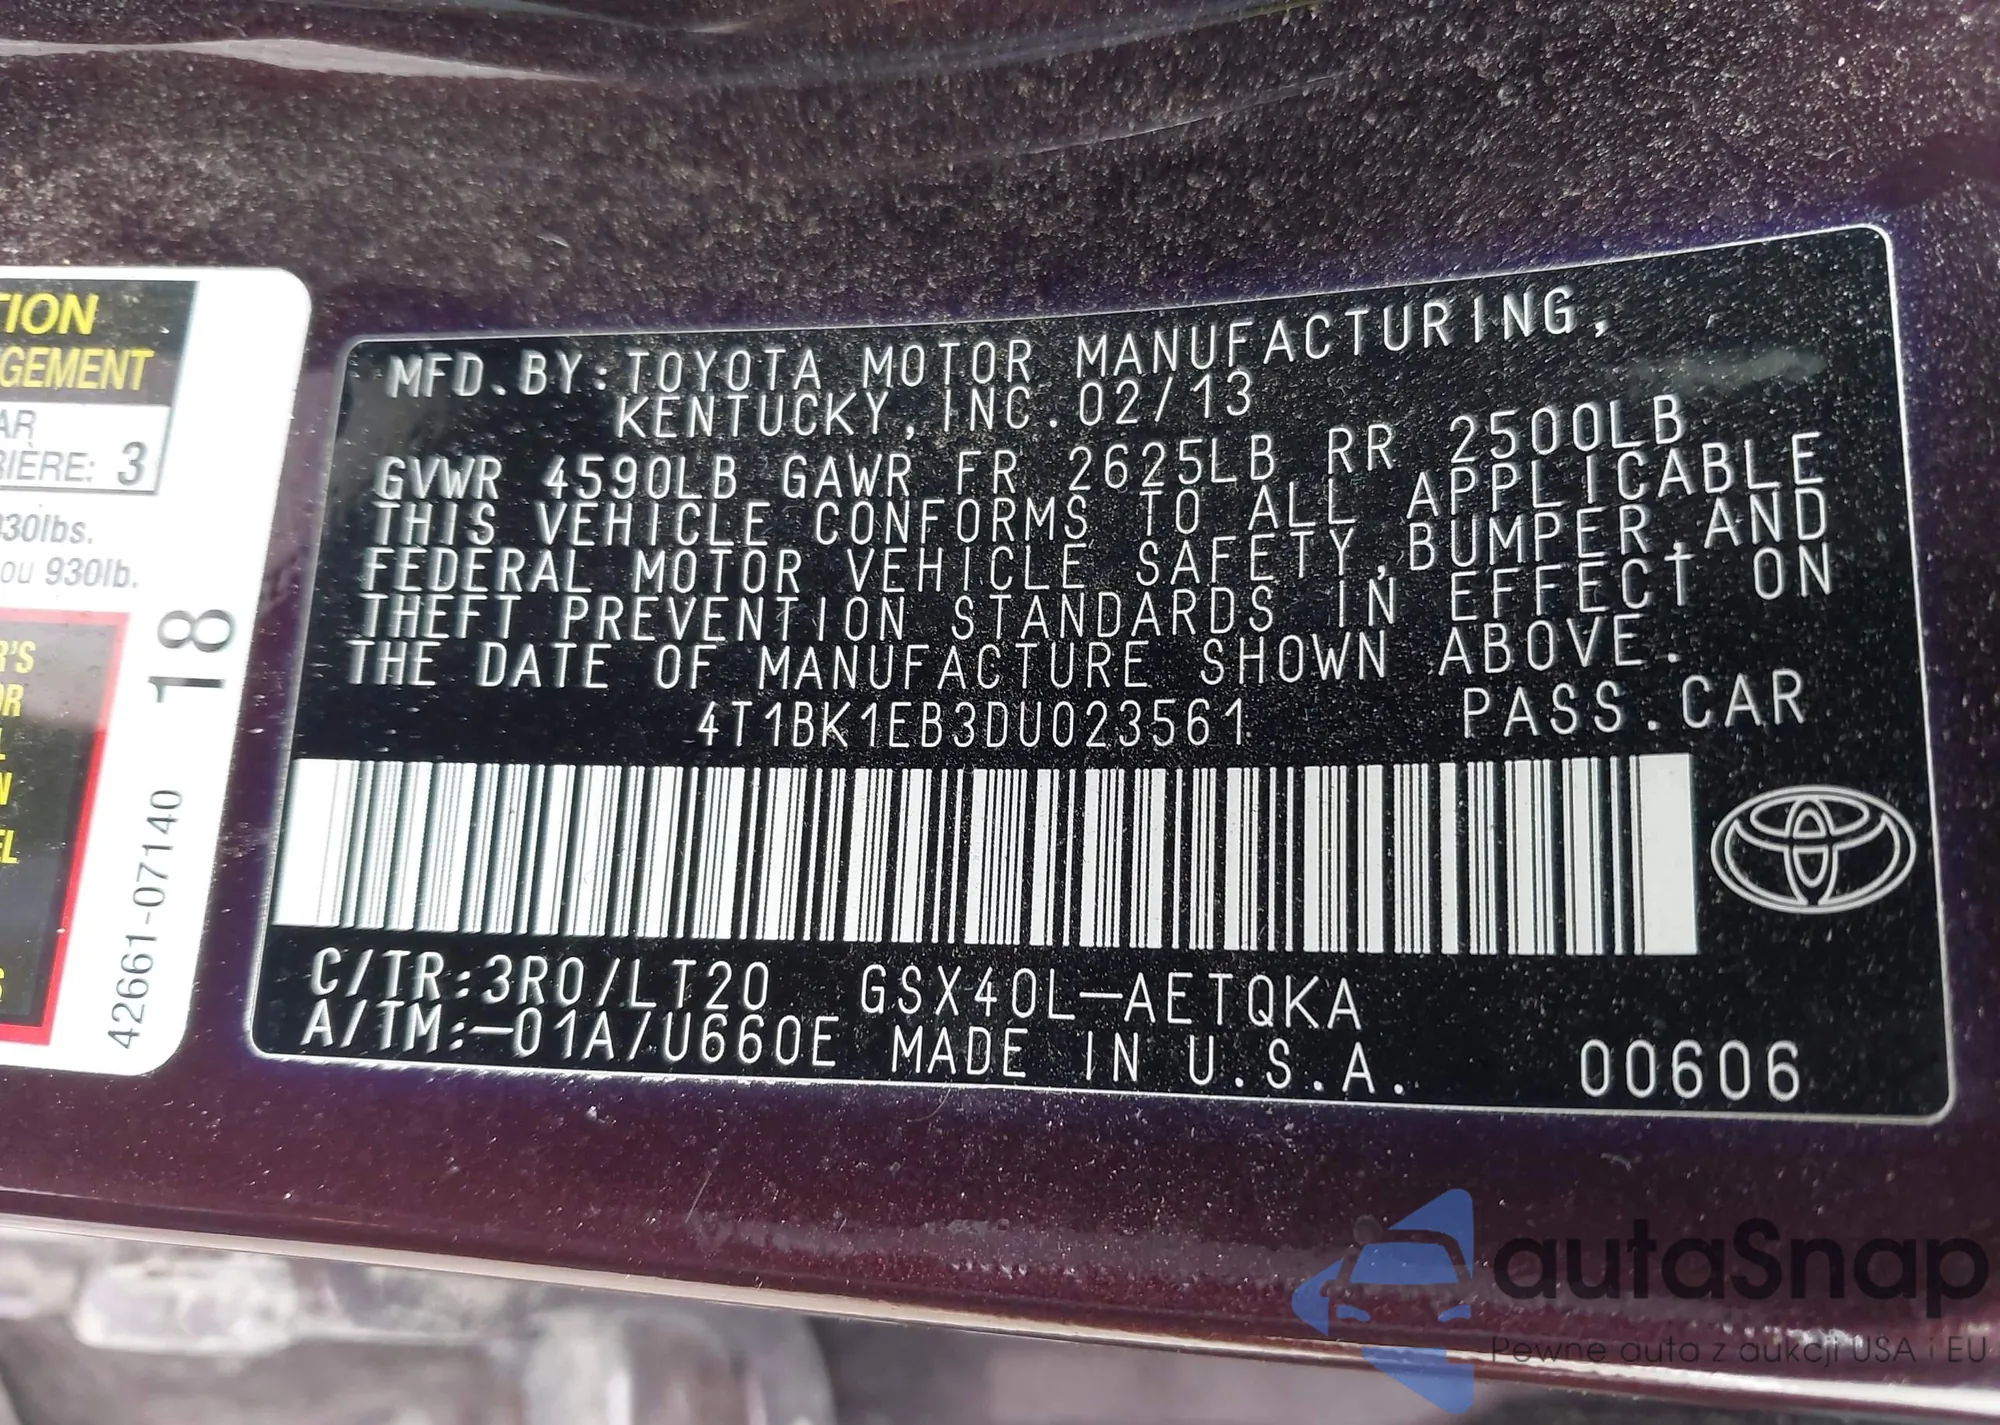 TION
GEMENT
AR
RIÈRE: 3
930lbs.
ou 930lb.
R'S
OR
L
N
EL
S
18
42661-07140
MFD.BY:TOYOTA MOTOR MANUFACTURING,
KENTUCKY, INC.02/13
GVWR 4590LB GAWR FR 2625LB RR 2500LB
THIS VEHICLE CONFORMS TO ALL APPLICABLE
FEDERAL MOTOR VEHICLE SAFETY,BUMPER,AND
THEFT PREVENTION STANDARDS IN EFFECT ON
THE DATE OF MANUFACTURE SHOWN ABOVE.
4T1BK1EB3DU023561 PASS.CAR
C/TR:3R0/LT20 GSX40L-AETQKA
A/TM:-01A/U660E MADE IN U.S.A. 00606
autaSnap
Pewne auta z aukcji USA i EU